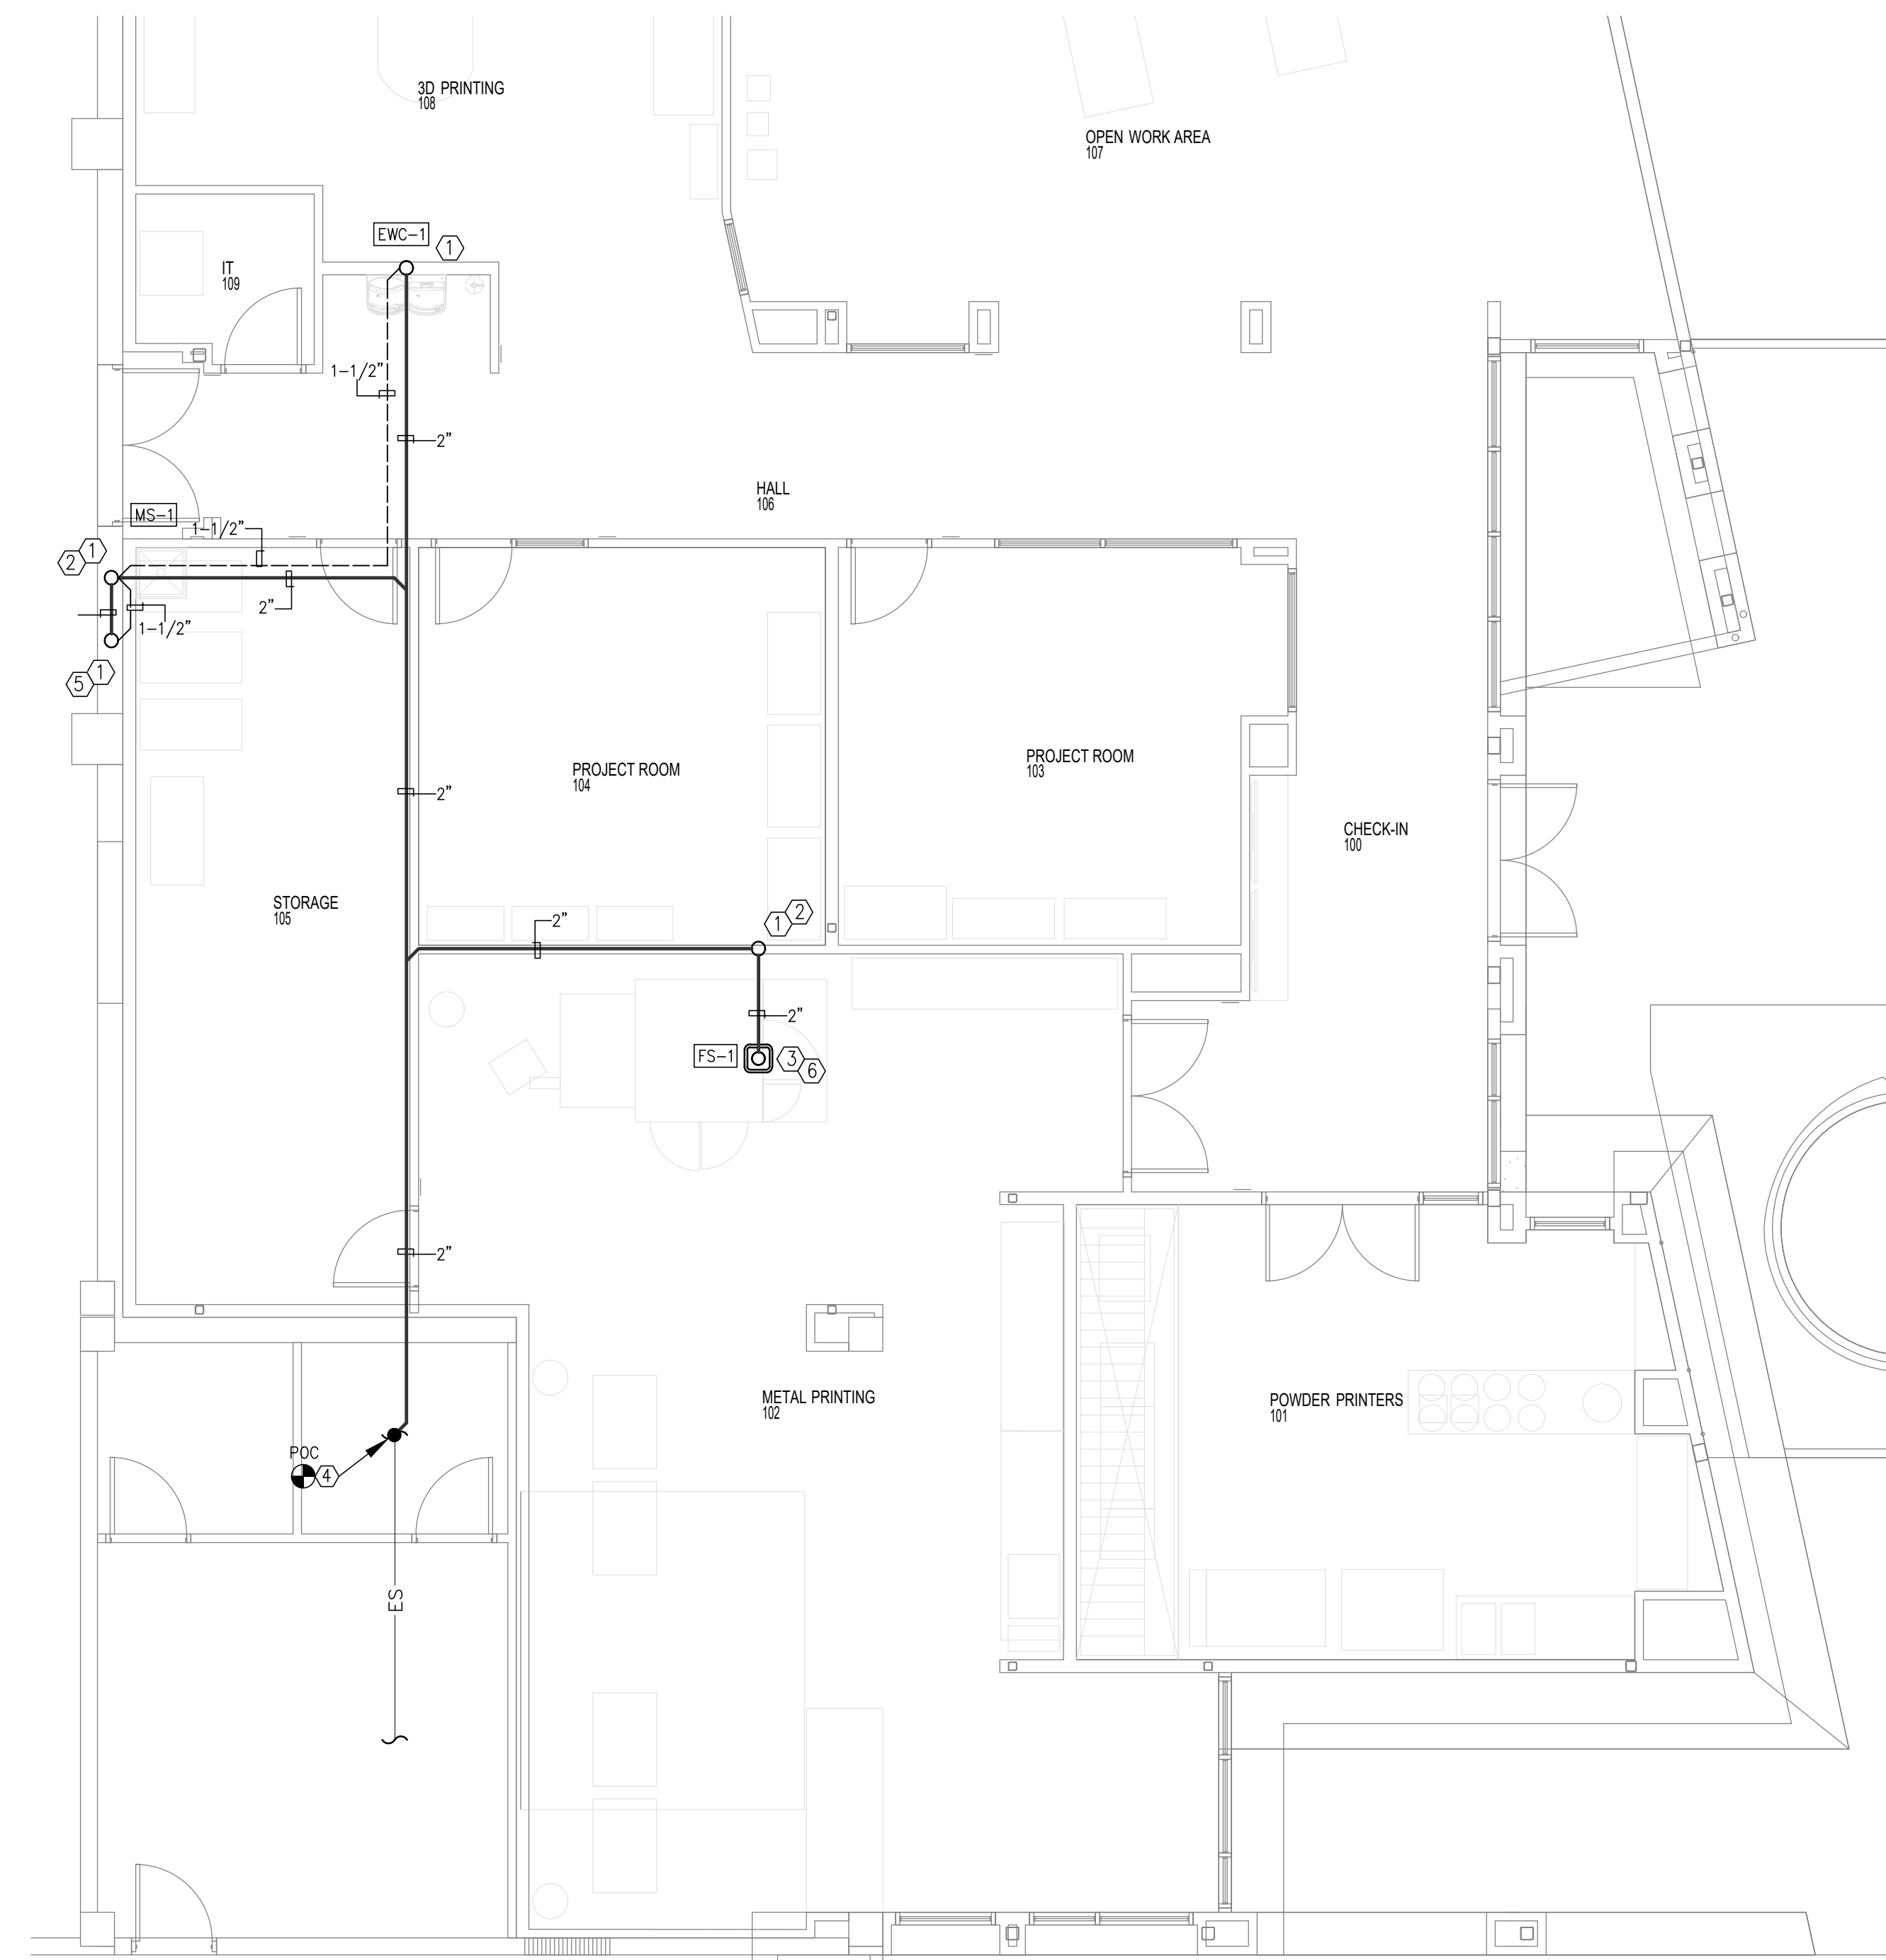 3D PRINTING
108
OPEN WORK AREA
107
EWC-1
1
IT
109
1-1/2"
2"
HALL
106
MS-1
1-1/2"
1
2
2"
1-1/2"
1
5
PROJECT ROOM
104
PROJECT ROOM
103
2"
CHECK-IN
100
STORAGE
105
2"
1
2
2"
FS-1
3
6
2"
METAL PRINTING
102
POWDER PRINTERS
101
POC
4
ES